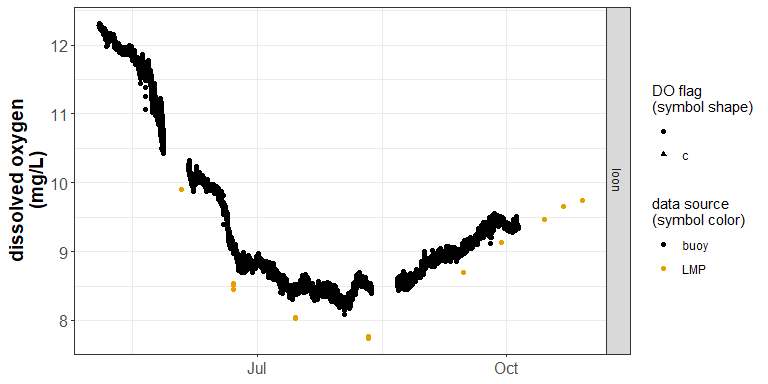 dissolved oxygen
(mg/L)
12
11
10
9
8
Jul
Oct
loon
DO flag
(symbol shape)
c
data source
(symbol color)
buoy
LMP